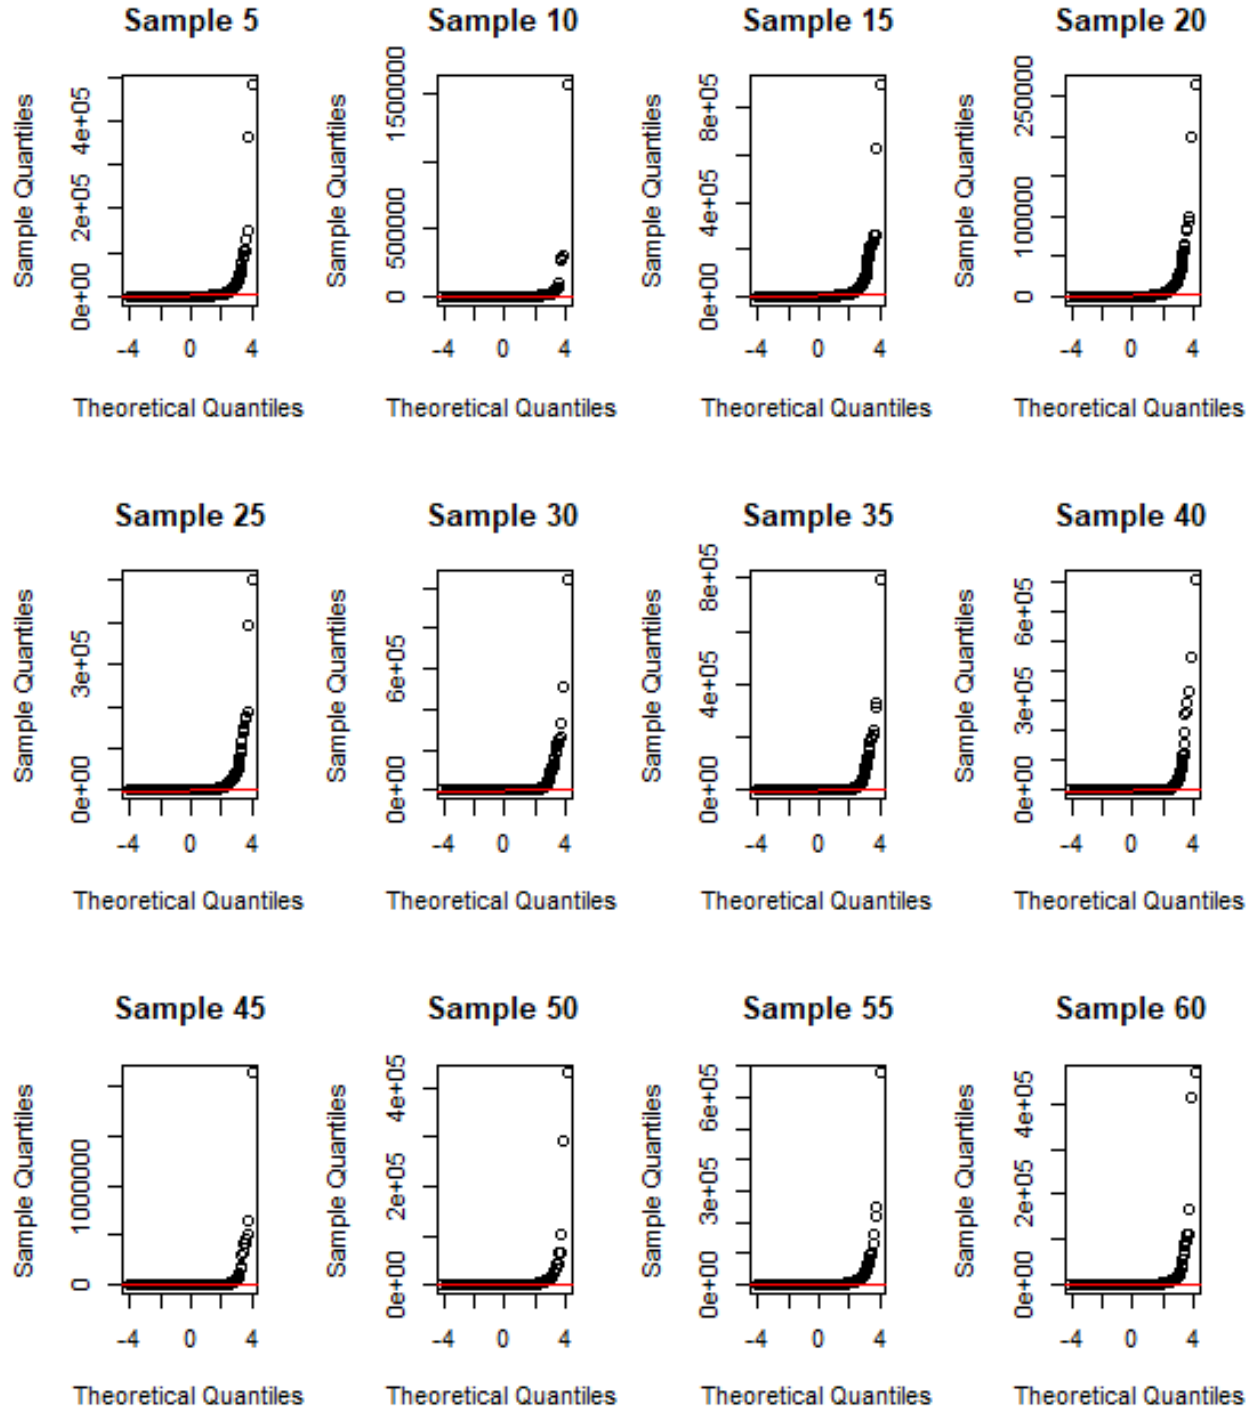 Sample 5
Sample Quantiles
0e+00 2e+05 4e+05
-4 0 4
Theoretical Quantiles
Sample 10
Sample Quantiles
0 500000 1500000
-4 0 4
Theoretical Quantiles
Sample 15
Sample Quantiles
0e+00 4e+05 8e+05
-4 0 4
Theoretical Quantiles
Sample 20
Sample Quantiles
0 100000 250000
-4 0 4
Theoretical Quantiles
Sample 25
Sample Quantiles
0e+00 3e+05
-4 0 4
Theoretical Quantiles
Sample 30
Sample Quantiles
0e+00 6e+05
-4 0 4
Theoretical Quantiles
Sample 35
Sample Quantiles
0e+00 4e+05 8e+05
-4 0 4
Theoretical Quantiles
Sample 40
Sample Quantiles
0e+00 3e+05 6e+05
-4 0 4
Theoretical Quantiles
Sample 45
Sample Quantiles
0 1000000
-4 0 4
Theoretical Quantiles
Sample 50
Sample Quantiles
0e+00 2e+05 4e+05
-4 0 4
Theoretical Quantiles
Sample 55
Sample Quantiles
0e+00 3e+05 6e+05
-4 0 4
Theoretical Quantiles
Sample 60
Sample Quantiles
0e+00 2e+05 4e+05
-4 0 4
Theoretical Quantiles